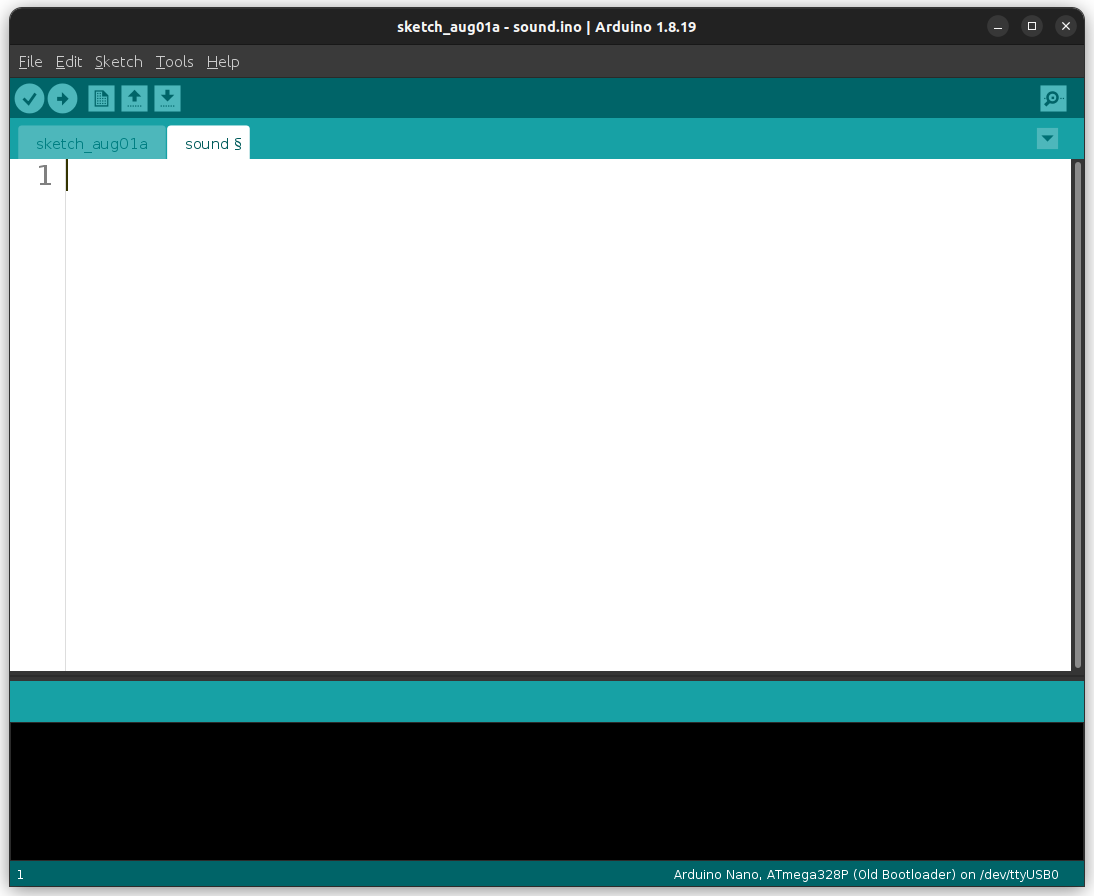 sketch_aug01a - sound.ino | Arduino 1.8.19
File Edit Sketch Tools Help
sketch_aug01a sound §
1
1 Arduino Nano, ATmega328P (Old Bootloader) on /dev/ttyUSB0